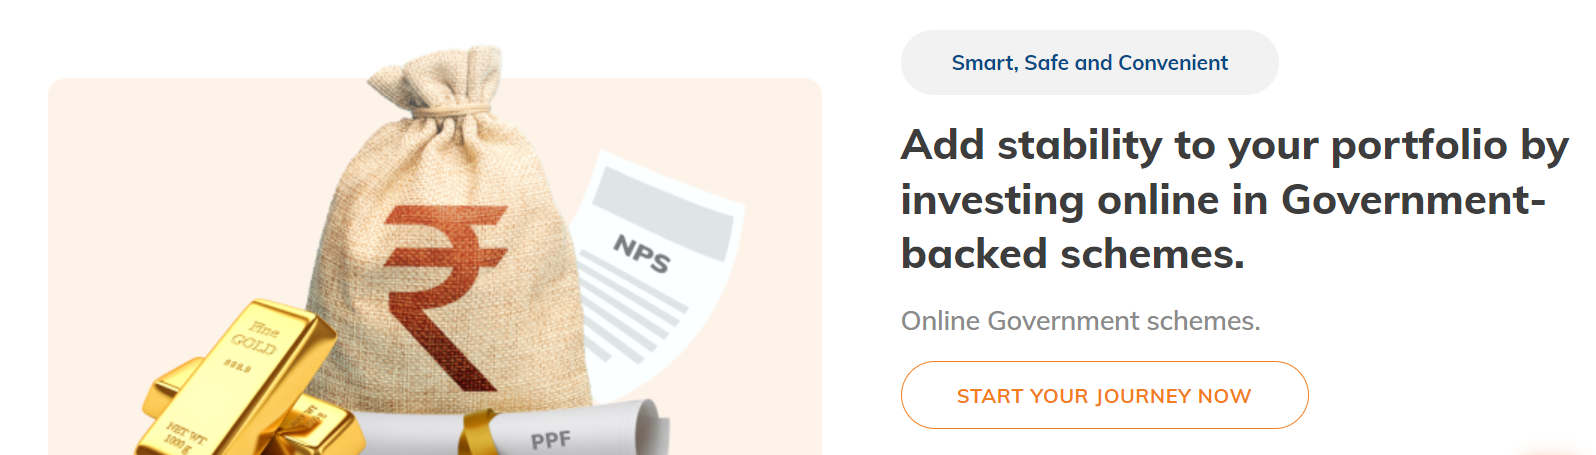 Smart, Safe and Convenient
Add stability to your portfolio by
investing online in Government-
backed schemes.
Online Government schemes.
START YOUR JOURNEY NOW
₹
NPS
Fine
GOLD
999.9
NET WT
1000 g
PPF